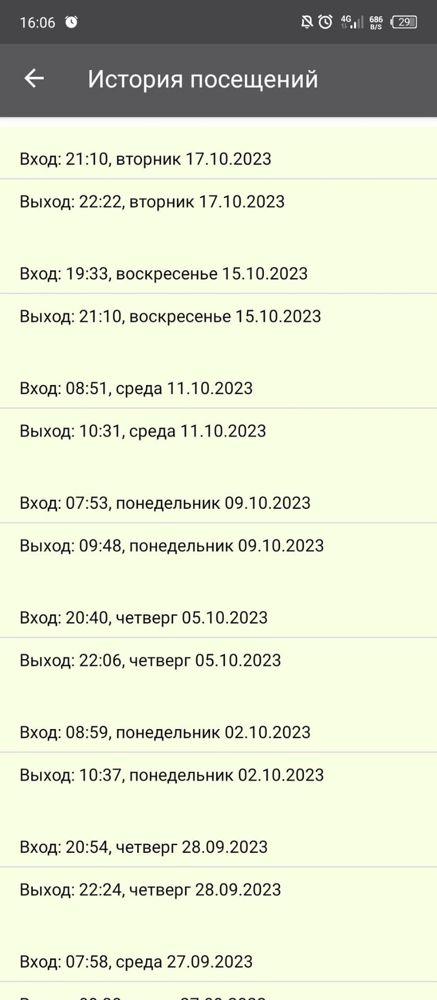 16:06
4G
686
B/S
29
История посещений
Вход: 21:10, вторник 17.10.2023
Выход: 22:22, вторник 17.10.2023
Вход: 19:33, воскресенье 15.10.2023
Выход: 21:10, воскресенье 15.10.2023
Вход: 08:51, среда 11.10.2023
Выход: 10:31, среда 11.10.2023
Вход: 07:53, понедельник 09.10.2023
Выход: 09:48, понедельник 09.10.2023
Вход: 20:40, четверг 05.10.2023
Выход: 22:06, четверг 05.10.2023
Вход: 08:59, понедельник 02.10.2023
Выход: 10:37, понедельник 02.10.2023
Вход: 20:54, четверг 28.09.2023
Выход: 22:24, четверг 28.09.2023
Вход: 07:58, среда 27.09.2023